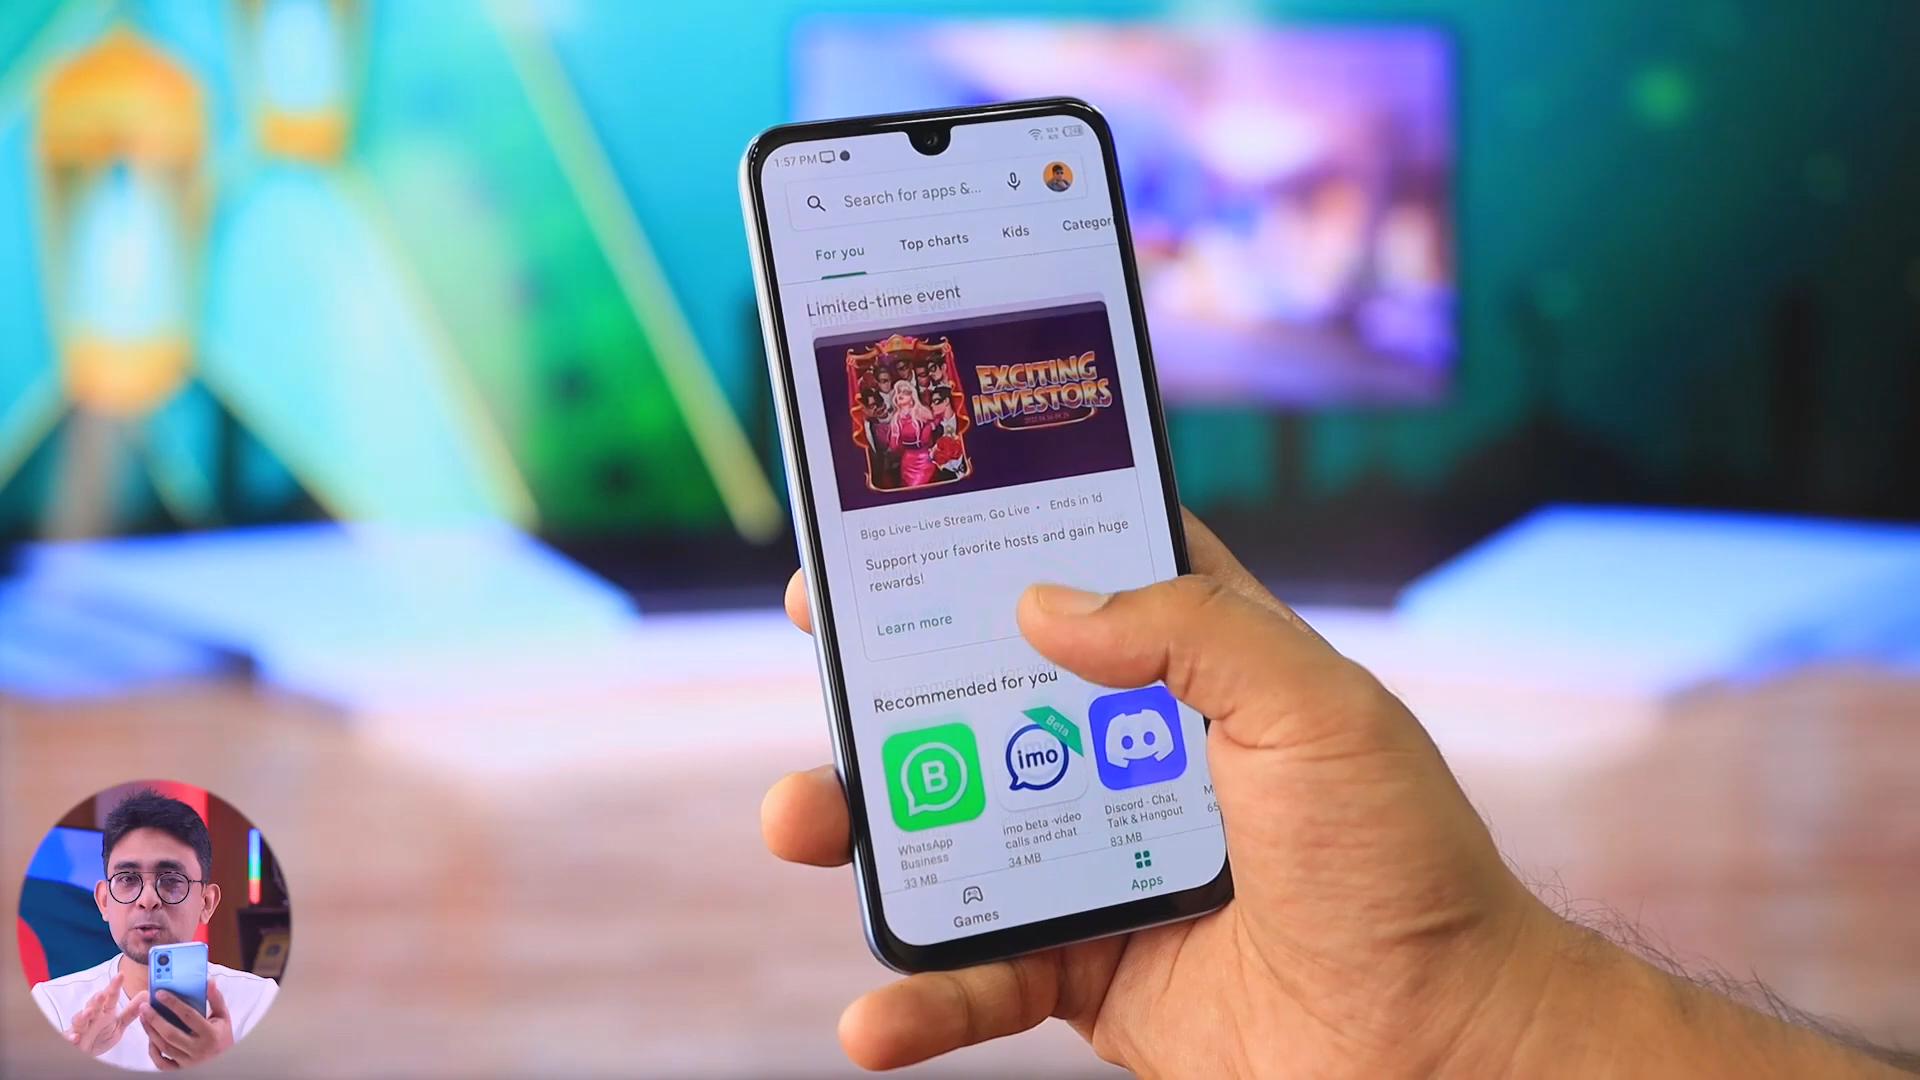 1:57 PM
Search for apps &...
For you
Top charts
Kids
Categor
Limited-time event
EXCITING
INVESTORS
Bigo Live-Live Stream, Go Live • Ends in 1d
Support your favorite hosts and gain huge
rewards!
Learn more
Recommended for you
B
imo
Beta
WhatsApp
Business
33 MB
imo beta -video
calls and chat
34 MB
Discord - Chat,
Talk & Hangout
83 MB
M
65
Games
Apps